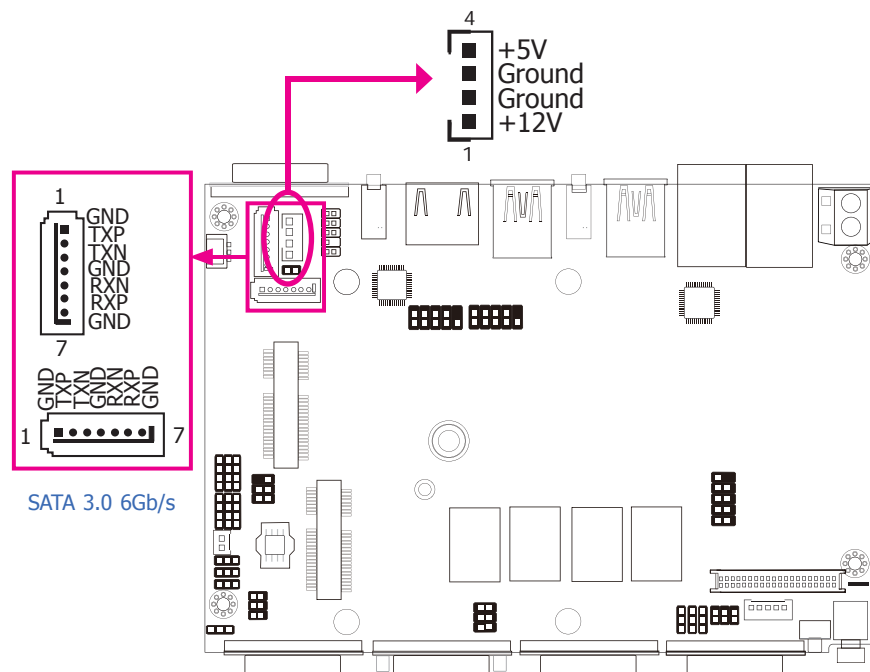 4
+5V
Ground
Ground
+12V
1
1
GND
TXP
TXN
GND
RXN
RXP
GND
7
GND
TXP
TXN
GND
RXN
RXP
GND
1
7
SATA 3.0 6Gb/s